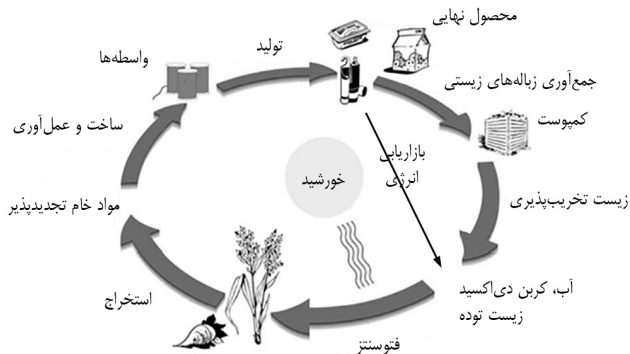 محصول نهایی
تولید
واسطه‌ها
جمع‌آوری زباله‌های زیستی
کمپوست
ساخت و عمل‌آوری
بازاریابی
انرژی
خورشید
زیست تخریب‌پذیری
مواد خام تجدیدپذیر
آب، کربن دی‌اکسید
زیست توده
استخراج
فتوسنتز